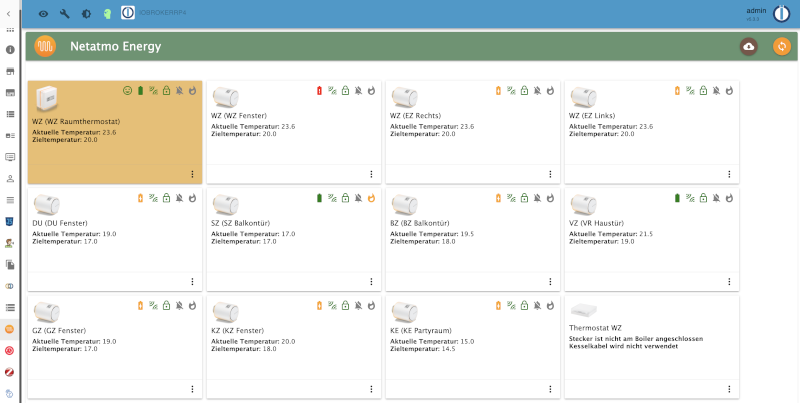 IOBROKERRPA
admin
Netatmo Energy
WZ (WZ Raumthermostat)
Aktuelle Temperatur: 23.6
Zieltemperatur: 20.0
WZ (WZ Fenster)
Aktuelle Temperatur: 23.6
Zieltemperatur: 20.0
WZ (EZ Rechts)
Aktuelle Temperatur: 23.6
Zieltemperatur: 20.0
WZ (EZ Links)
Aktuelle Temperatur: 23.6
Zieltemperatur: 20.0
DU (DU Fenster)
Aktuelle Temperatur: 19.0
Zieltemperatur: 17.0
SZ (SZ Balkontür)
Aktuelle Temperatur: 17.0
Zieltemperatur: 17.0
BZ (BZ Balkontür)
Aktuelle Temperatur: 19.5
Zieltemperatur: 18.0
VZ (VR Haustür)
Aktuelle Temperatur: 21.5
Zieltemperatur: 19.0
GZ (GZ Fenster)
Aktuelle Temperatur: 19.0
Zieltemperatur: 17.0
KZ (KZ Fenster)
Aktuelle Temperatur: 20.0
Zieltemperatur: 18.0
KE (KE Partyraum)
Aktuelle Temperatur: 15.0
Zieltemperatur: 14.5
Thermostat WZ
Stecker ist nicht am Boiler angeschlossen
Kesselkabel wird nicht verwendet